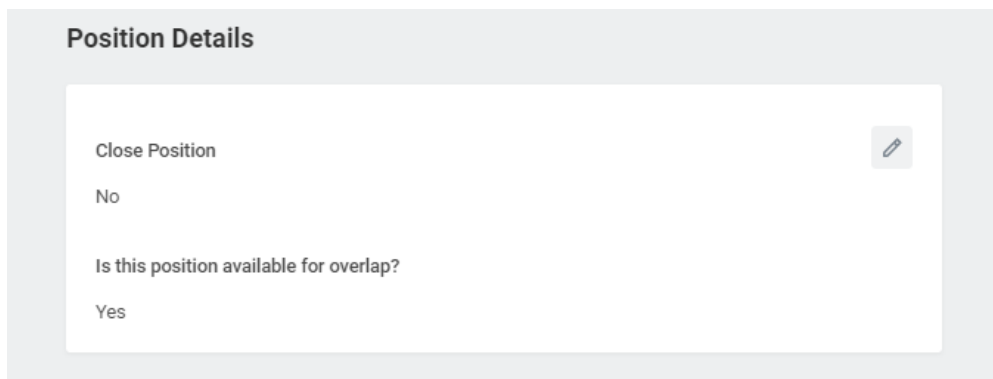 Position Details
Close Position
No
Is this position available for overlap?
Yes